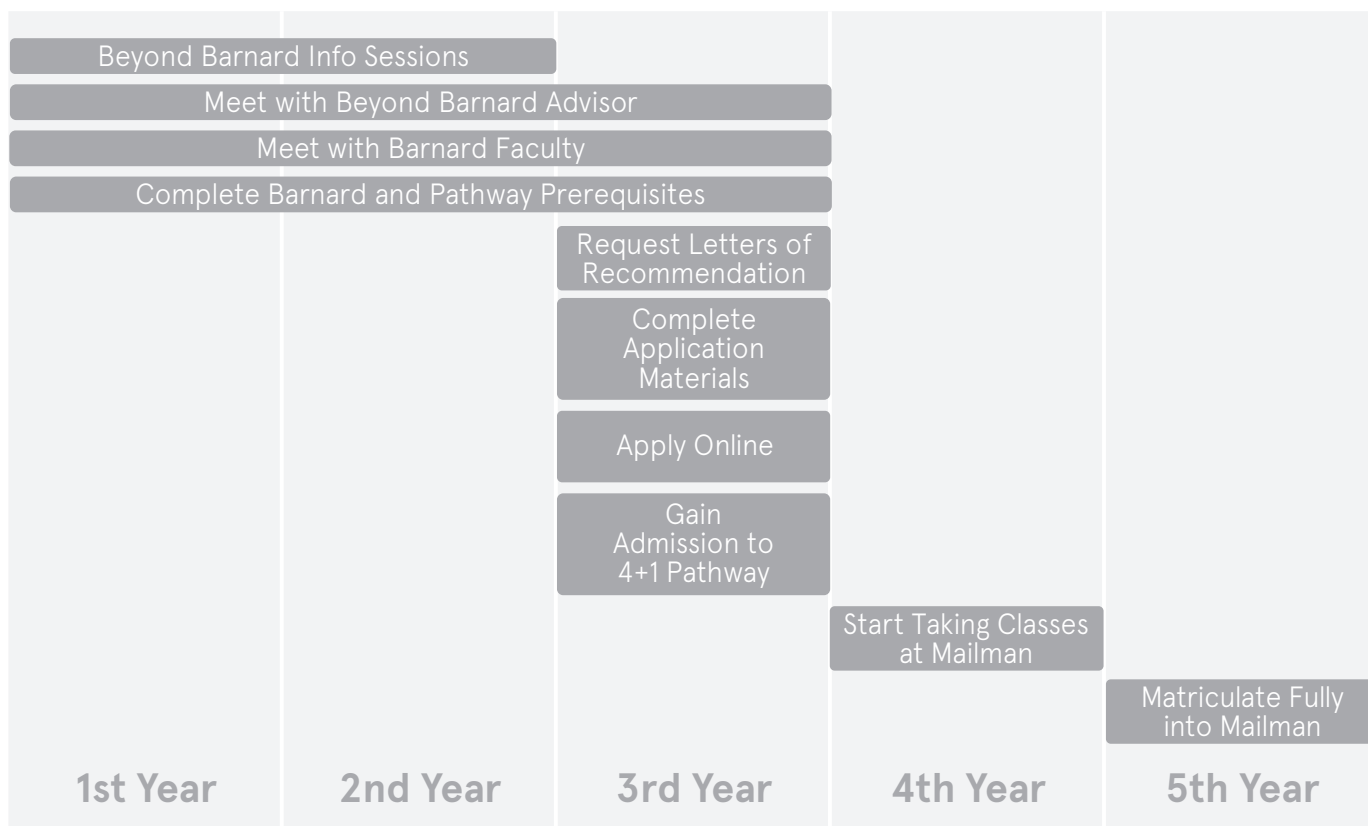 Beyond Barnard Info Sessions
Meet with Beyond Barnard Advisor
Meet with Barnard Faculty
Complete Barnard and Pathway Prerequisites
Request Letters of
Recommendation
Complete
Application
Materials
Apply Online
Gain
Admission to
4+1 Pathway
Start Taking Classes
at Mailman
Matriculate Fully
into Mailman
1st Year
2nd Year
3rd Year
4th Year
5th Year